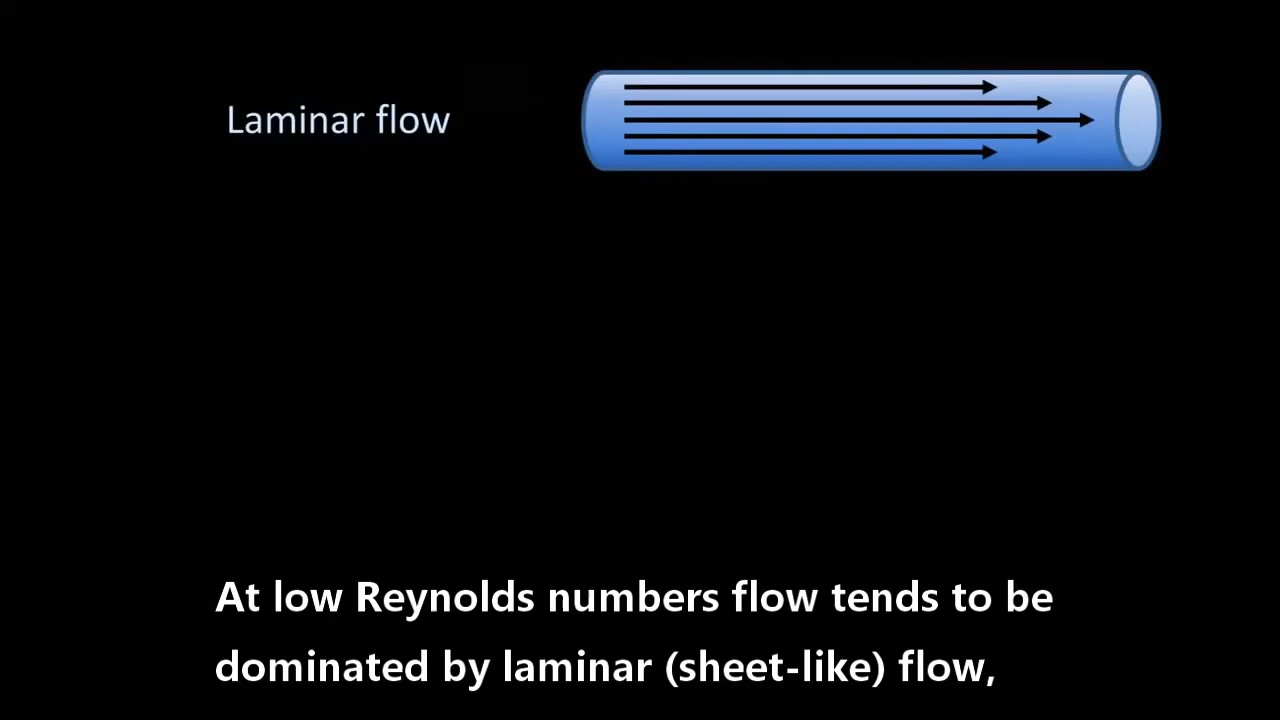 Laminar flow
At low Reynolds numbers flow tends to be
dominated by laminar (sheet-like) flow,